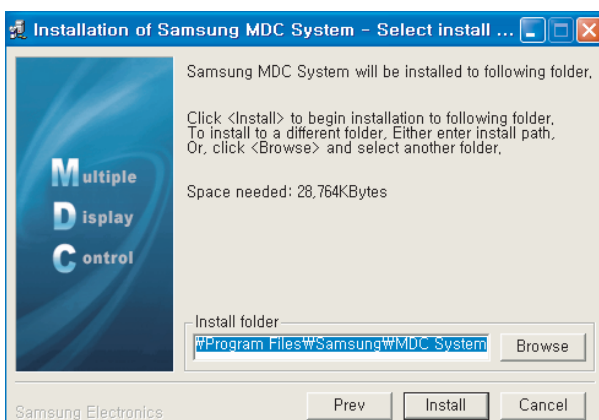 Installation of Samsung MDC System - Select install ...
Samsung MDC System will be installed to following folder,
Click <Install> to begin installation to following folder,
To install to a different folder, Either enter install path,
Or, click <Browse> and select another folder,
Space needed: 28,764KBytes
Multiple
Display
Control
Install folder
₩Program Files₩Samsung₩MDC System
Browse
Samsung Electronics
Prev
Install
Cancel